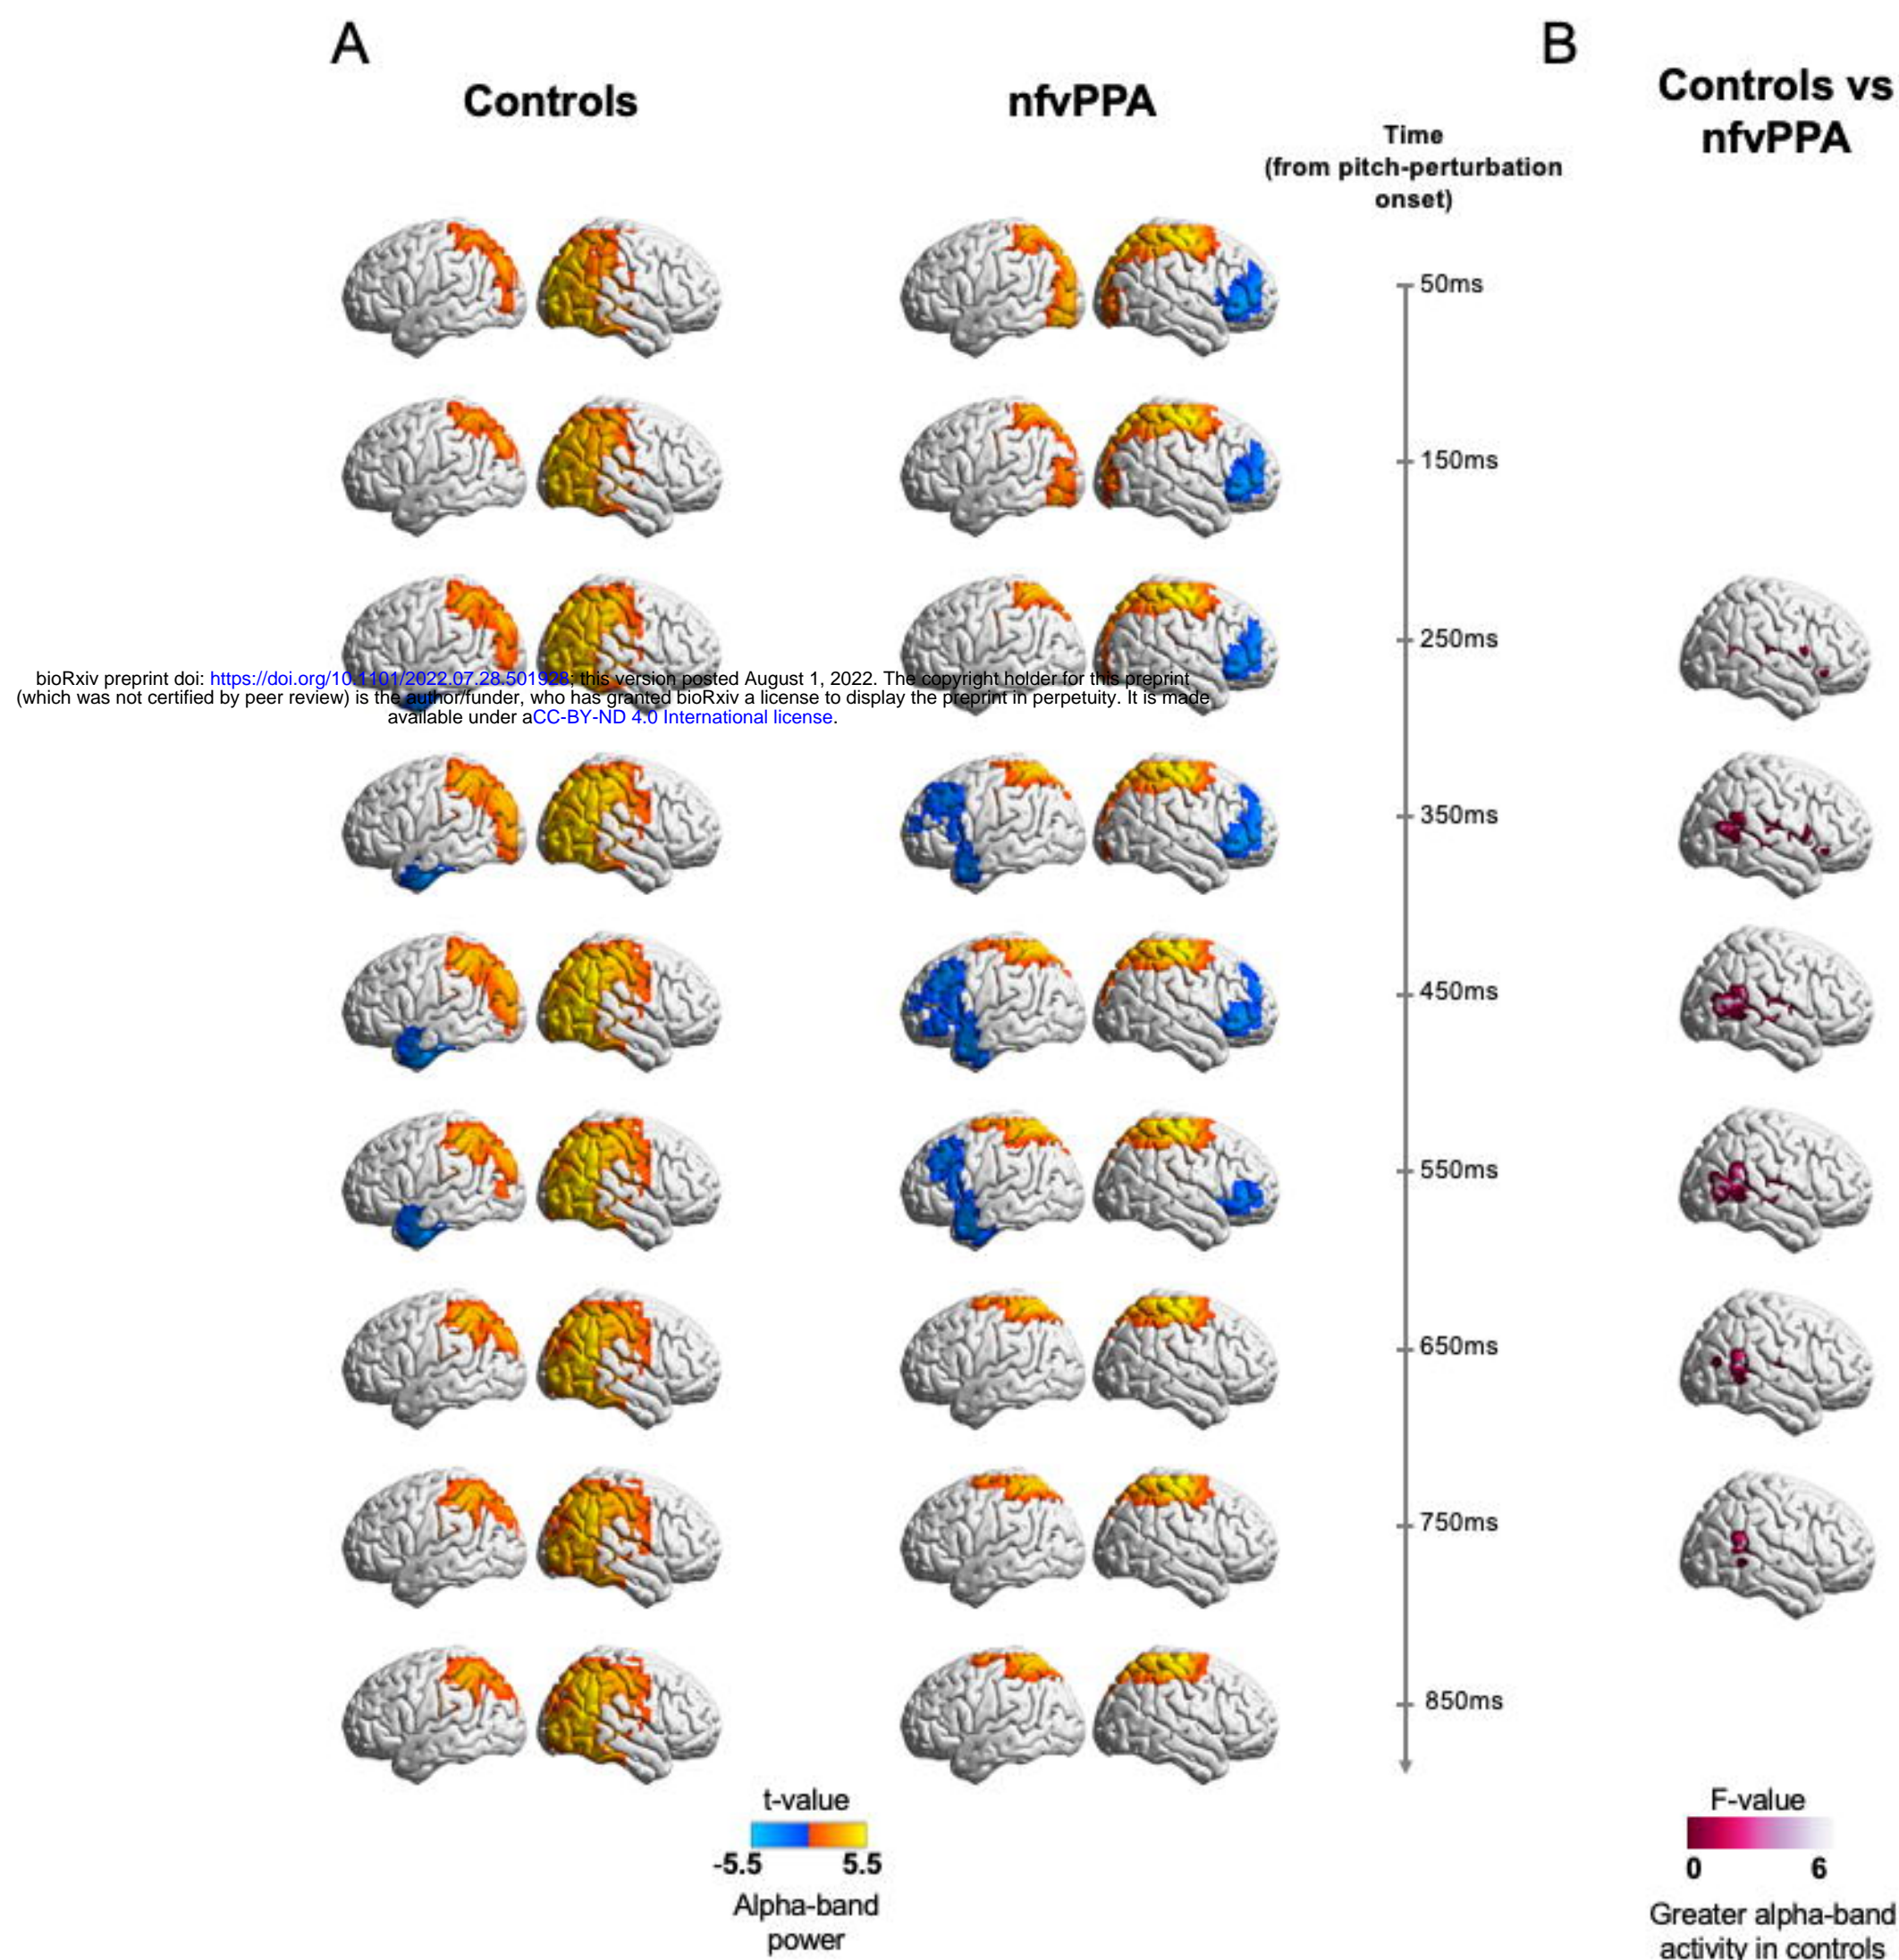 A
B
Controls
nfvPPA
Controls vs
nfvPPA
Time
(from pitch-perturbation
onset)
50ms
150ms
250ms
bioRxiv preprint doi: https://doi.org/10.1101/2022.07.28.501928; this version posted August 1, 2022. The copyright holder for this preprint
(which was not certified by peer review) is the author/funder, who has granted bioRxiv a license to display the preprint in perpetuity. It is made
available under aCC-BY-ND 4.0 International license.
350ms
450ms
550ms
650ms
750ms
850ms
t-value
-5.5 5.5
Alpha-band
power
F-value
0 6
Greater alpha-band
activity in controls